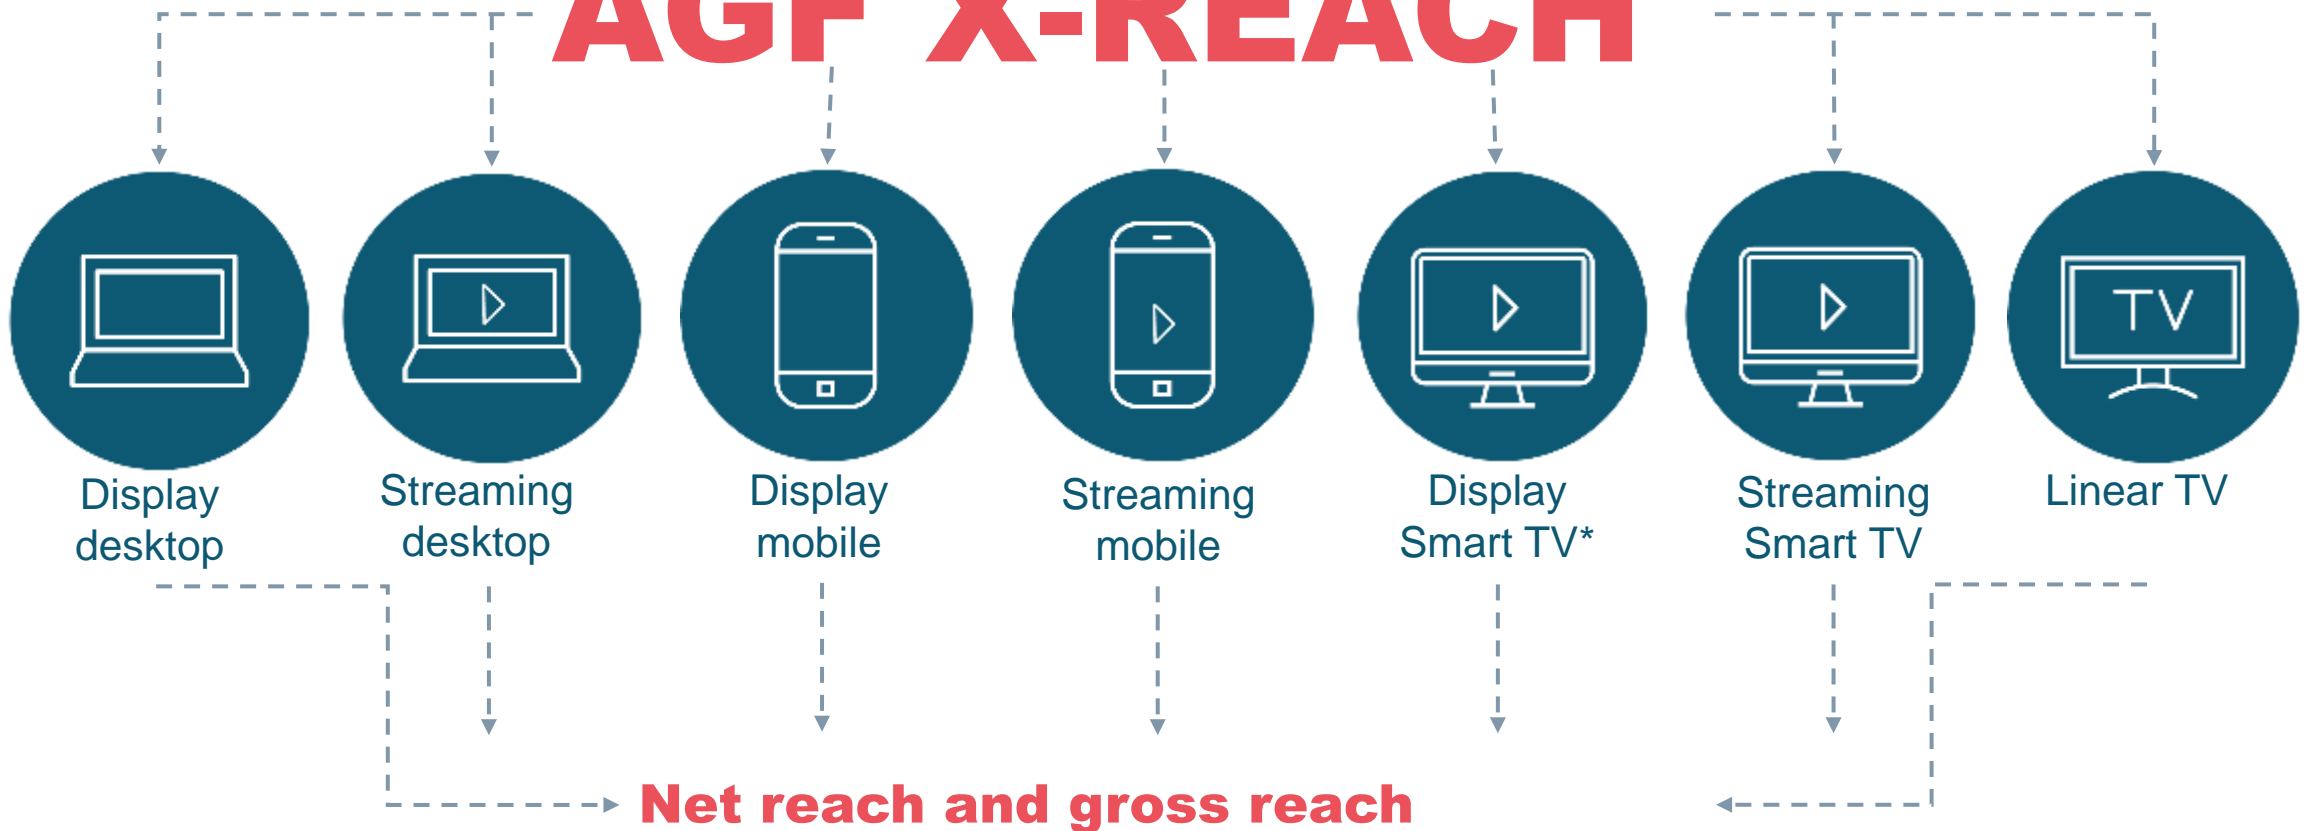 AGF X-REACH
TV
Display
desktop
Streaming
desktop
Display
mobile
Streaming
mobile
Display
Smart TV*
Streaming
Smart TV
Linear TV
Net reach and gross reach